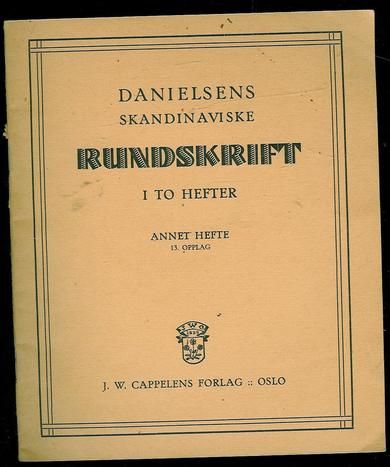 DANIELSENS
SKANDINAVISKE
RUNDSKRIFT
I TO HEFTER
ANNET HEFTE
13. OPPLAG
J. W. CAPPELENS FORLAG :: OSLO